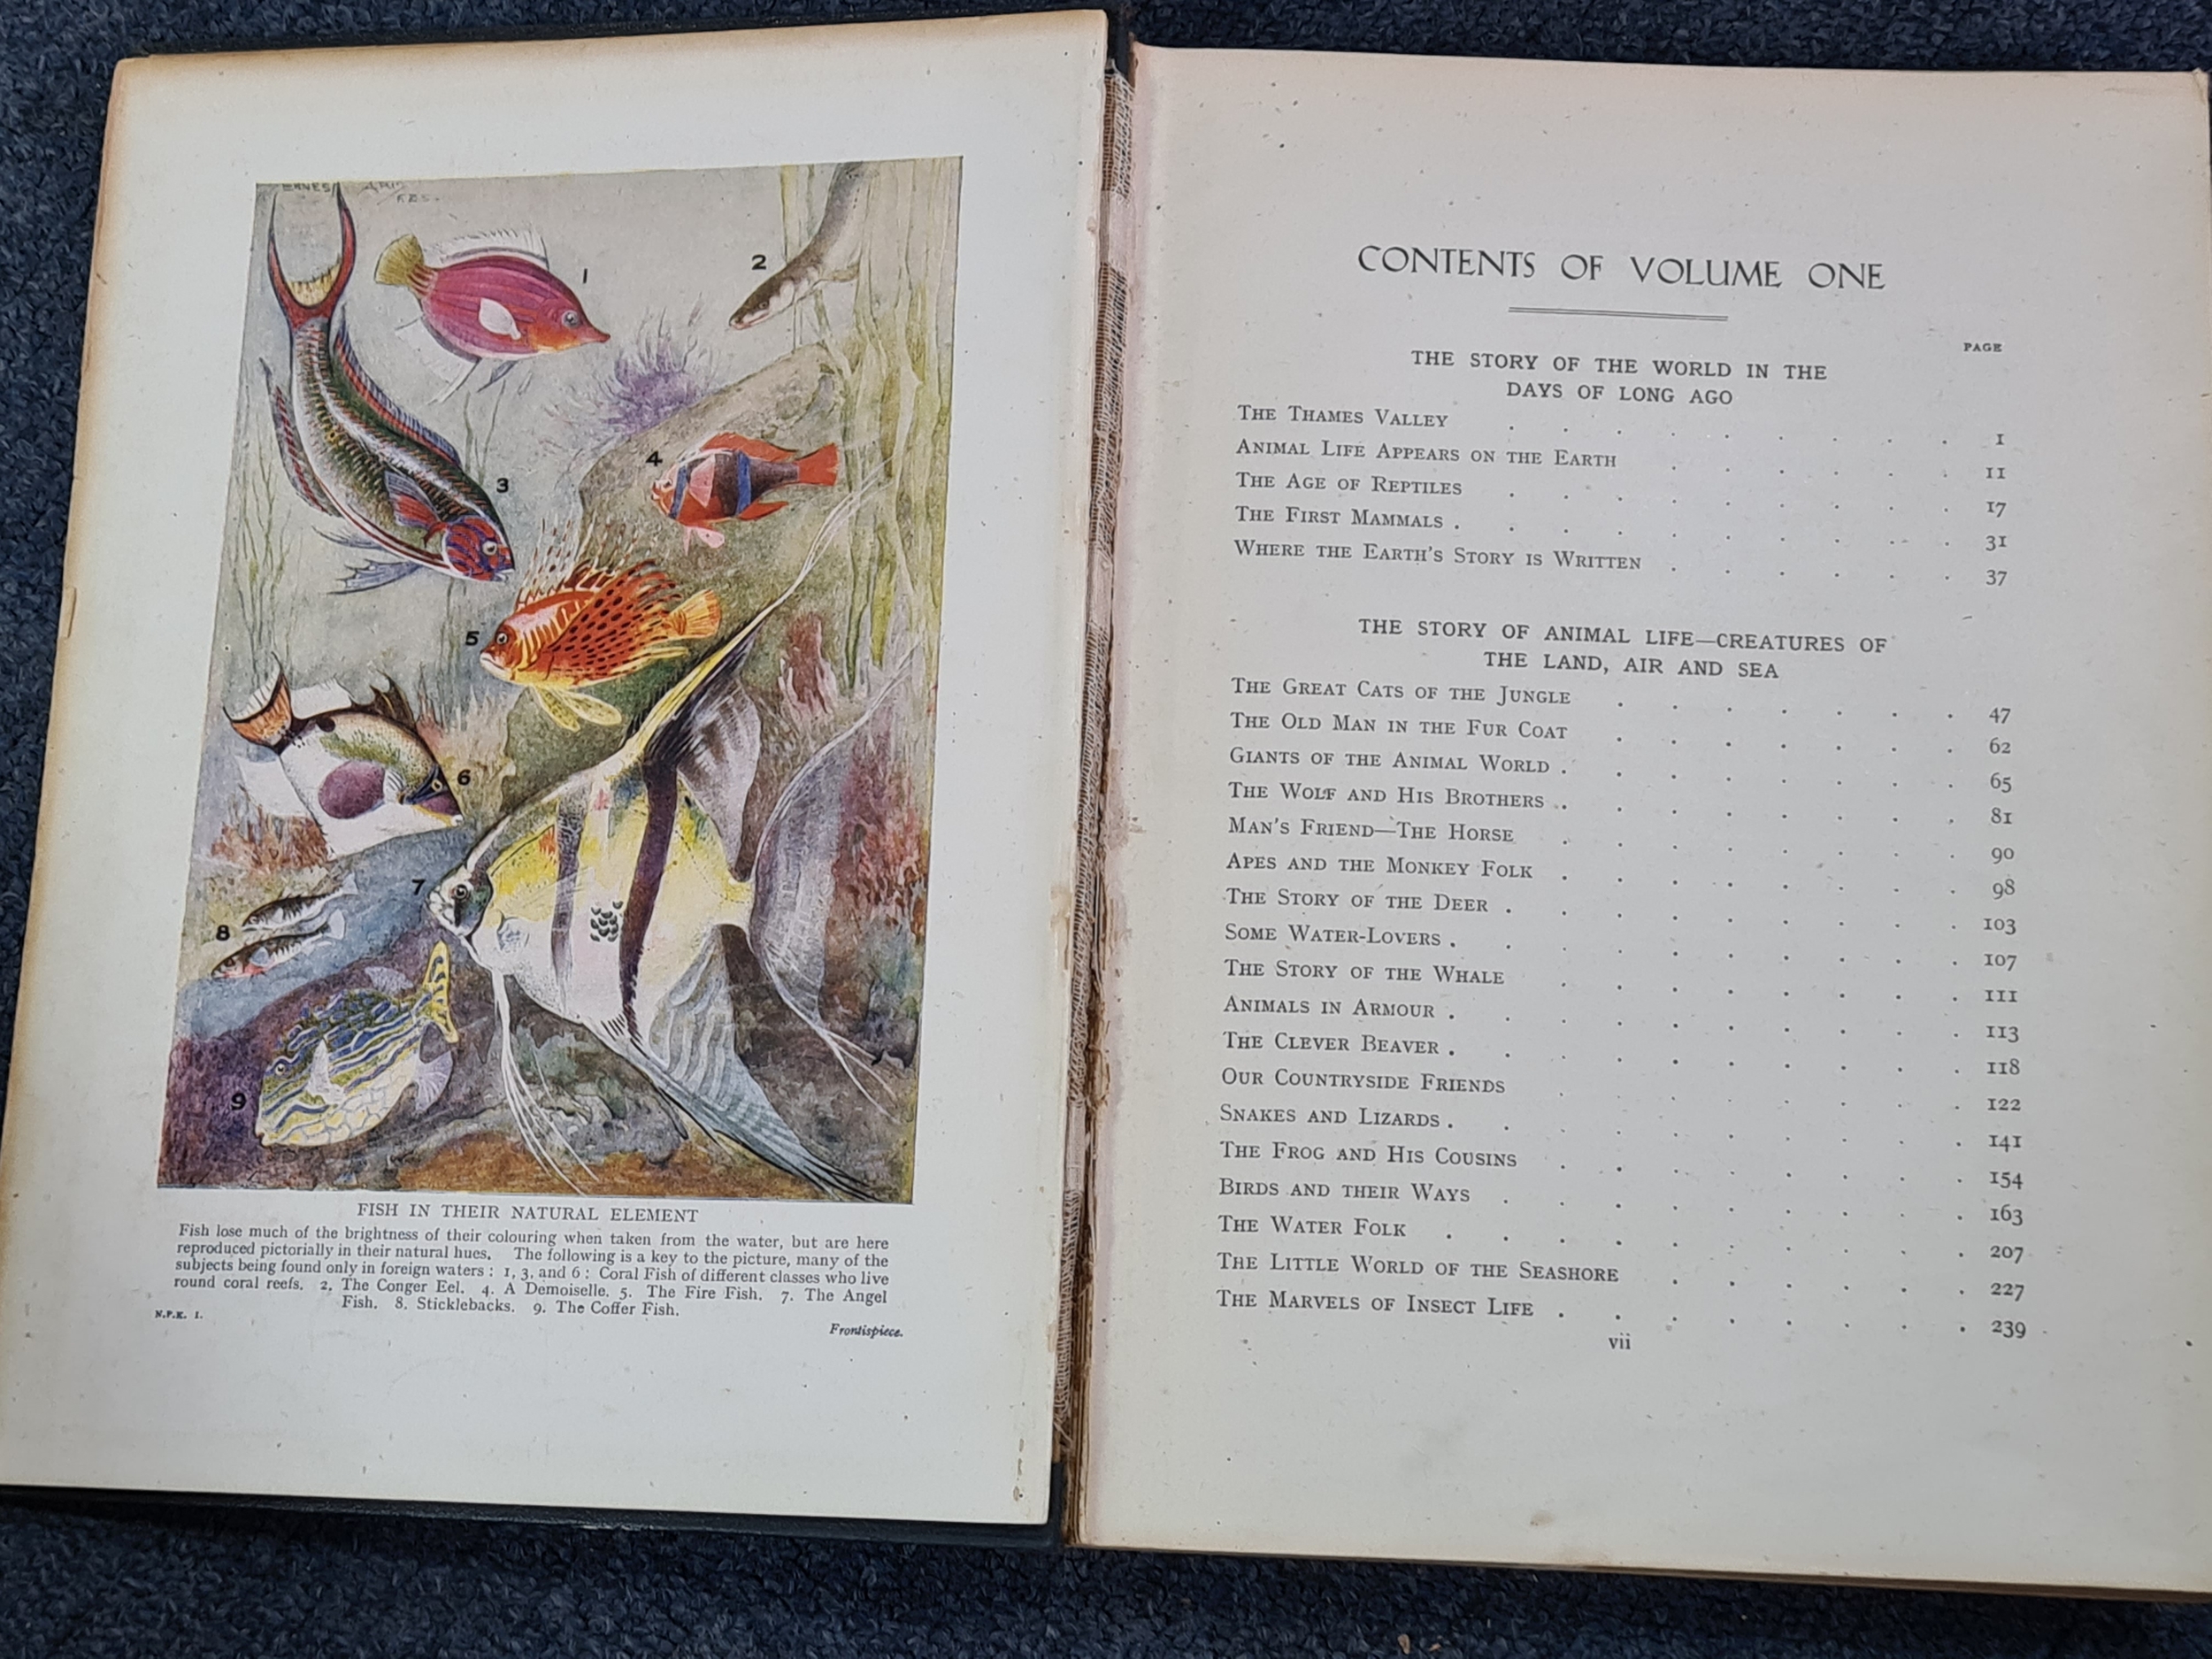 1
2
3
4
5
6
7
8
9
FISH IN THEIR NATURAL ELEMENT
Fish lose much of the brightness of their colouring when taken from the water, but are here
reproduced pictorially in their natural hues. The following is a key to the picture, many of the
subjects being found only in foreign waters : 1, 3, and 6 : Coral Fish of different classes who live
round coral reefs. 2, The Conger Eel. 4. A Demoiselle. 5. The Fire Fish. 7. The Angel
Fish. 8. Sticklebacks. 9. The Coffer Fish.
N.P.K. 1.
Frontispiece.
CONTENTS OF VOLUME ONE
PAGE
THE STORY OF THE WORLD IN THE
DAYS OF LONG AGO
THE THAMES VALLEY . . . . . . . . . 1
ANIMAL LIFE APPEARS ON THE EARTH . . . . . . 11
THE AGE OF REPTILES . . . . . . . . . 17
THE FIRST MAMMALS . . . . . . . . . . 31
WHERE THE EARTH'S STORY IS WRITTEN . . . . . . 37
THE STORY OF ANIMAL LIFE—CREATURES OF
THE LAND, AIR AND SEA
THE GREAT CATS OF THE JUNGLE . . . . . . . 47
THE OLD MAN IN THE FUR COAT . . . . . . . 62
GIANTS OF THE ANIMAL WORLD . . . . . . . . 65
THE WOLF AND HIS BROTHERS . . . . . . . . 81
MAN'S FRIEND—THE HORSE . . . . . . . . 90
APES AND THE MONKEY FOLK . . . . . . . . 98
THE STORY OF THE DEER . . . . . . . . . 103
SOME WATER-LOVERS . . . . . . . . . . 107
THE STORY OF THE WHALE . . . . . . . . 111
ANIMALS IN ARMOUR . . . . . . . . . . 113
THE CLEVER BEAVER . . . . . . . . . . 118
OUR COUNTRYSIDE FRIENDS . . . . . . . . 122
SNAKES AND LIZARDS . . . . . . . . . . 141
THE FROG AND HIS COUSINS . . . . . . . . 154
BIRDS AND THEIR WAYS . . . . . . . . . 163
THE WATER FOLK . . . . . . . . . . 207
THE LITTLE WORLD OF THE SEASHORE . . . . . . 227
THE MARVELS OF INSECT LIFE . . . . . . . . 239
vii